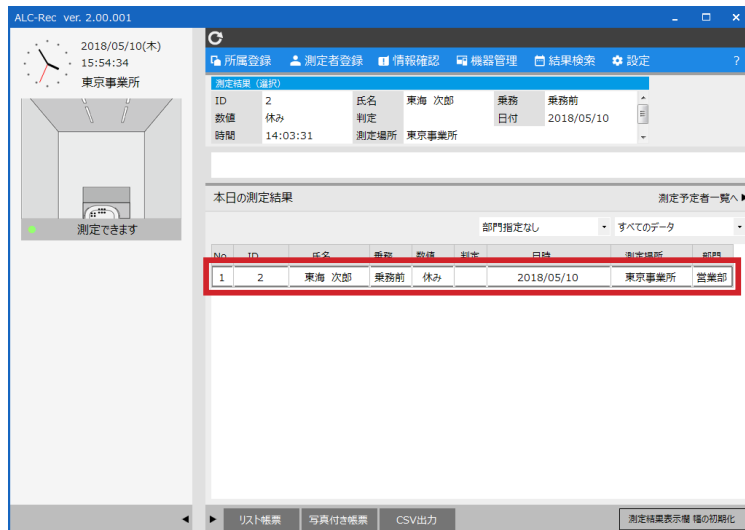 ALC-Rec ver. 2.00.001
2018/05/10(木)
15:54:34
東京事業所
測定できます
所属登録 測定者登録 情報確認 機器管理 結果検索 設定 ?
測定結果（選択）
ID 2 氏名 東海 次郎 乗務 乗務前
数値 休み 判定 日付 2018/05/10
時間 14:03:31 測定場所 東京事業所
本日の測定結果 測定予定者一覧へ
部門指定なし すべてのデータ
No ID 氏名 乗務 数値 判定 日時 測定場所 部門
1 2 東海 次郎 乗務前 休み 2018/05/10 東京事業所 営業部
リスト帳票 写真付き帳票 CSV出力 測定結果表示欄 幅の初期化